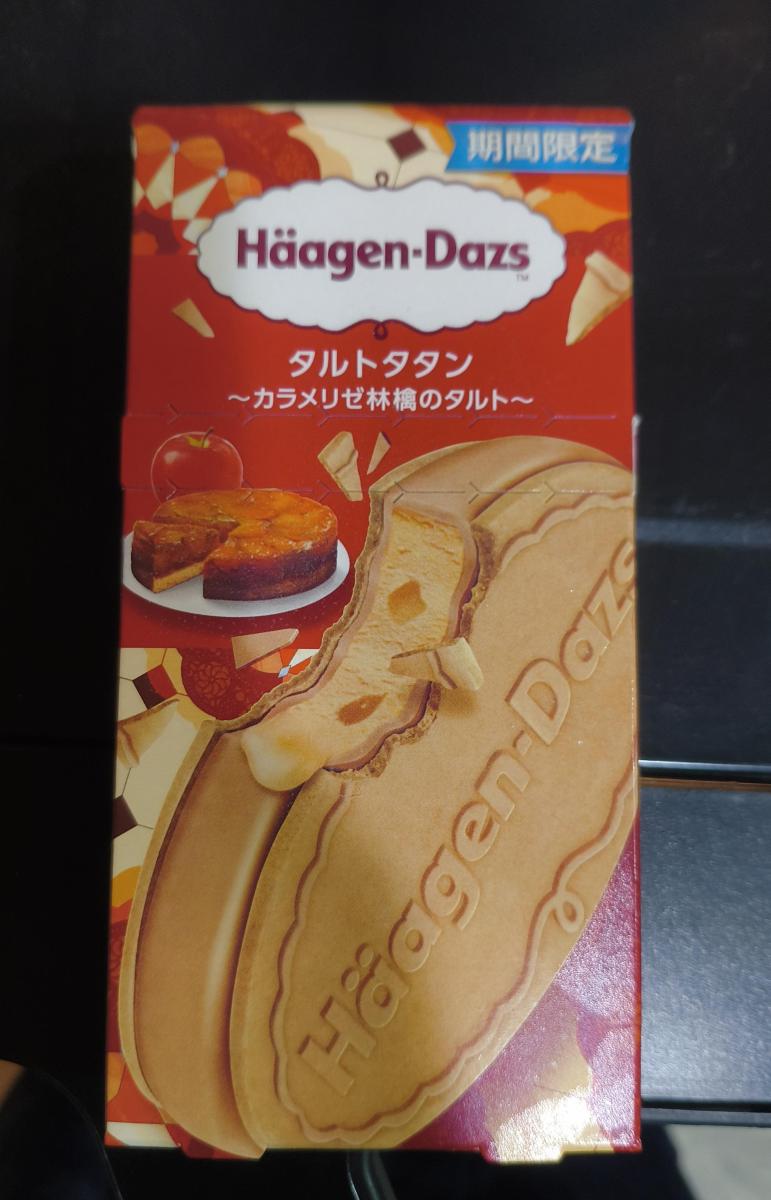 期間限定
Häagen-Dazs
™
タルトタタン
〜カラメリゼ林檎のタルト〜
Häagen-Dazs